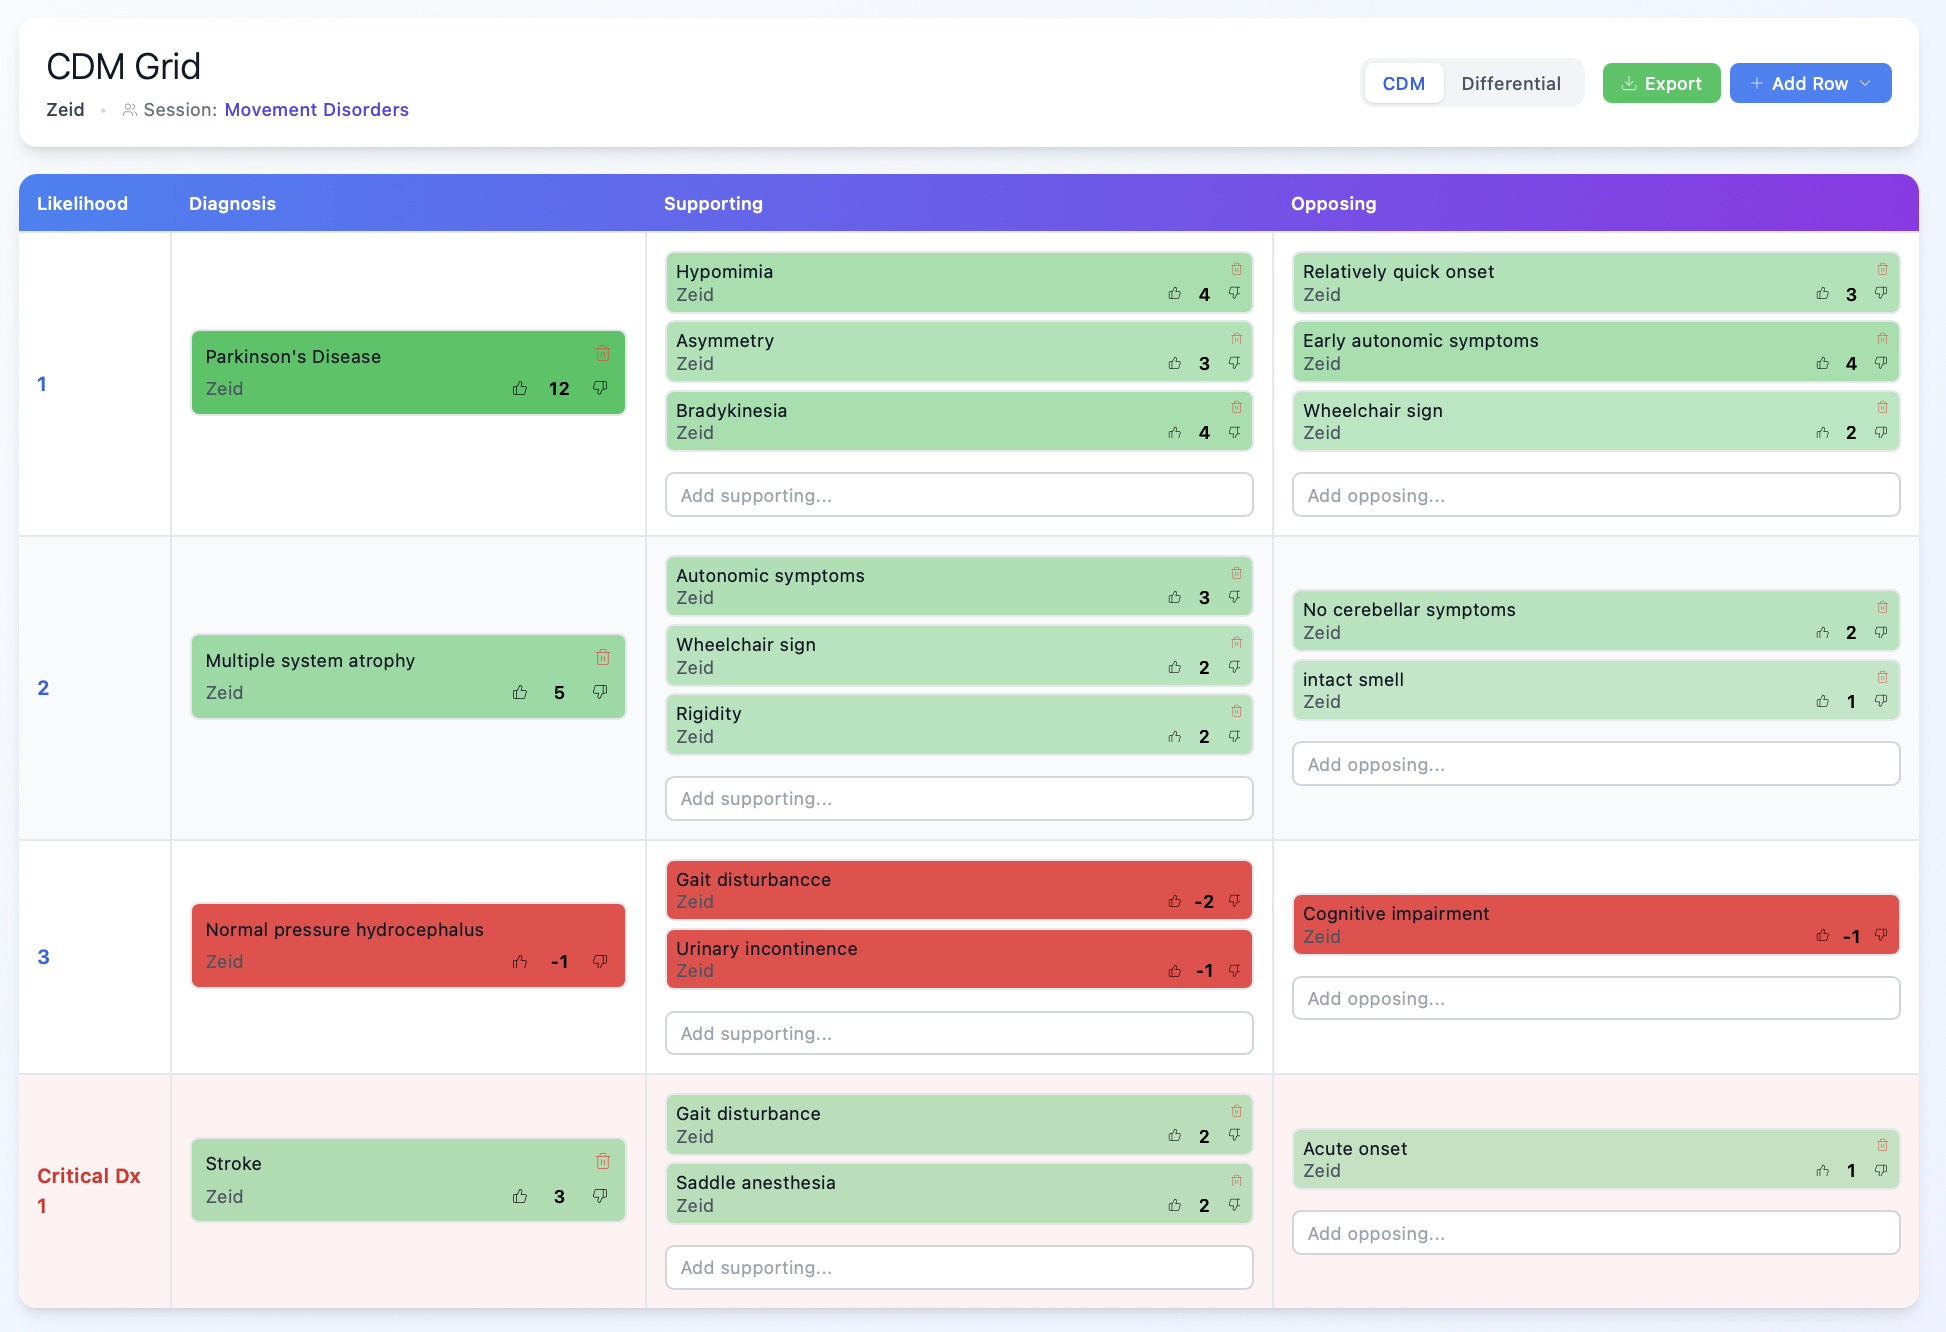 CDM Grid
Zeid • Session: Movement Disorders
CDM Differential Export + Add Row
Likelihood Diagnosis Supporting Opposing
1
Parkinson's Disease
Zeid 12
Hypomimia
Zeid 4
Asymmetry
Zeid 3
Bradykinesia
Zeid 4
Add supporting...
Relatively quick onset
Zeid 3
Early autonomic symptoms
Zeid 4
Wheelchair sign
Zeid 2
Add opposing...
2
Multiple system atrophy
Zeid 5
Autonomic symptoms
Zeid 3
Wheelchair sign
Zeid 2
Rigidity
Zeid 2
Add supporting...
No cerebellar symptoms
Zeid 2
intact smell
Zeid 1
Add opposing...
3
Normal pressure hydrocephalus
Zeid -1
Gait disturbancce
Zeid -2
Urinary incontinence
Zeid -1
Add supporting...
Cognitive impairment
Zeid -1
Add opposing...
Critical Dx
1
Stroke
Zeid 3
Gait disturbance
Zeid 2
Saddle anesthesia
Zeid 2
Add supporting...
Acute onset
Zeid 1
Add opposing...